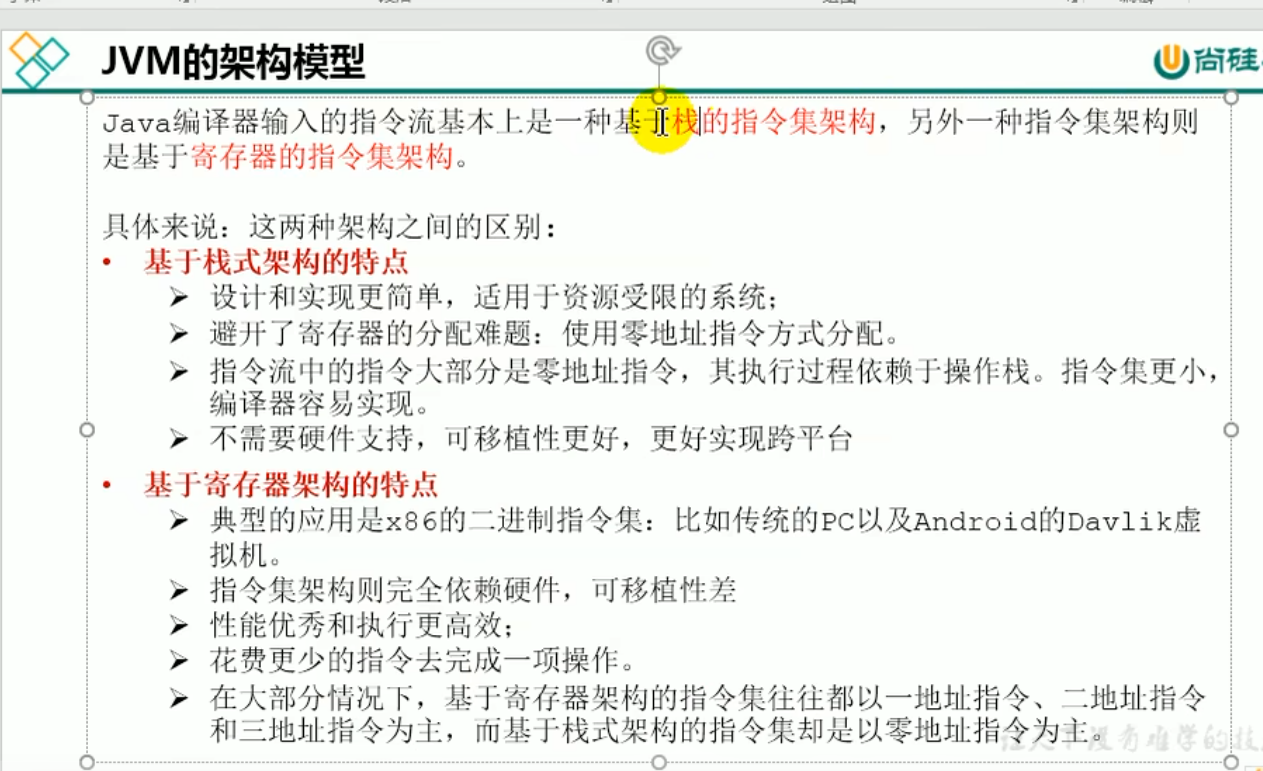 JVM的架构模型
尚硅
Java编译器输入的指令流基本上是一种基于栈的指令集架构，另外一种指令集架构则
是基于寄存器的指令集架构。
具体来说：这两种架构之间的区别：
• 基于栈式架构的特点
➢ 设计和实现更简单，适用于资源受限的系统；
➢ 避开了寄存器的分配难题：使用零地址指令方式分配。
➢ 指令流中的指令大部分是零地址指令，其执行过程依赖于操作栈。指令集更小，
编译器容易实现。
➢ 不需要硬件支持，可移植性更好，更好实现跨平台
• 基于寄存器架构的特点
➢ 典型的应用是x86的二进制指令集：比如传统的PC以及Android的Davlik虚
拟机。
➢ 指令集架构则完全依赖硬件，可移植性差
➢ 性能优秀和执行更高效；
➢ 花费更少的指令去完成一项操作。
➢ 在大部分情况下，基于寄存器架构的指令集往往都以一地址指令、二地址指令
和三地址指令为主，而基于栈式架构的指令集却是以零地址指令为主。
没有难学的技